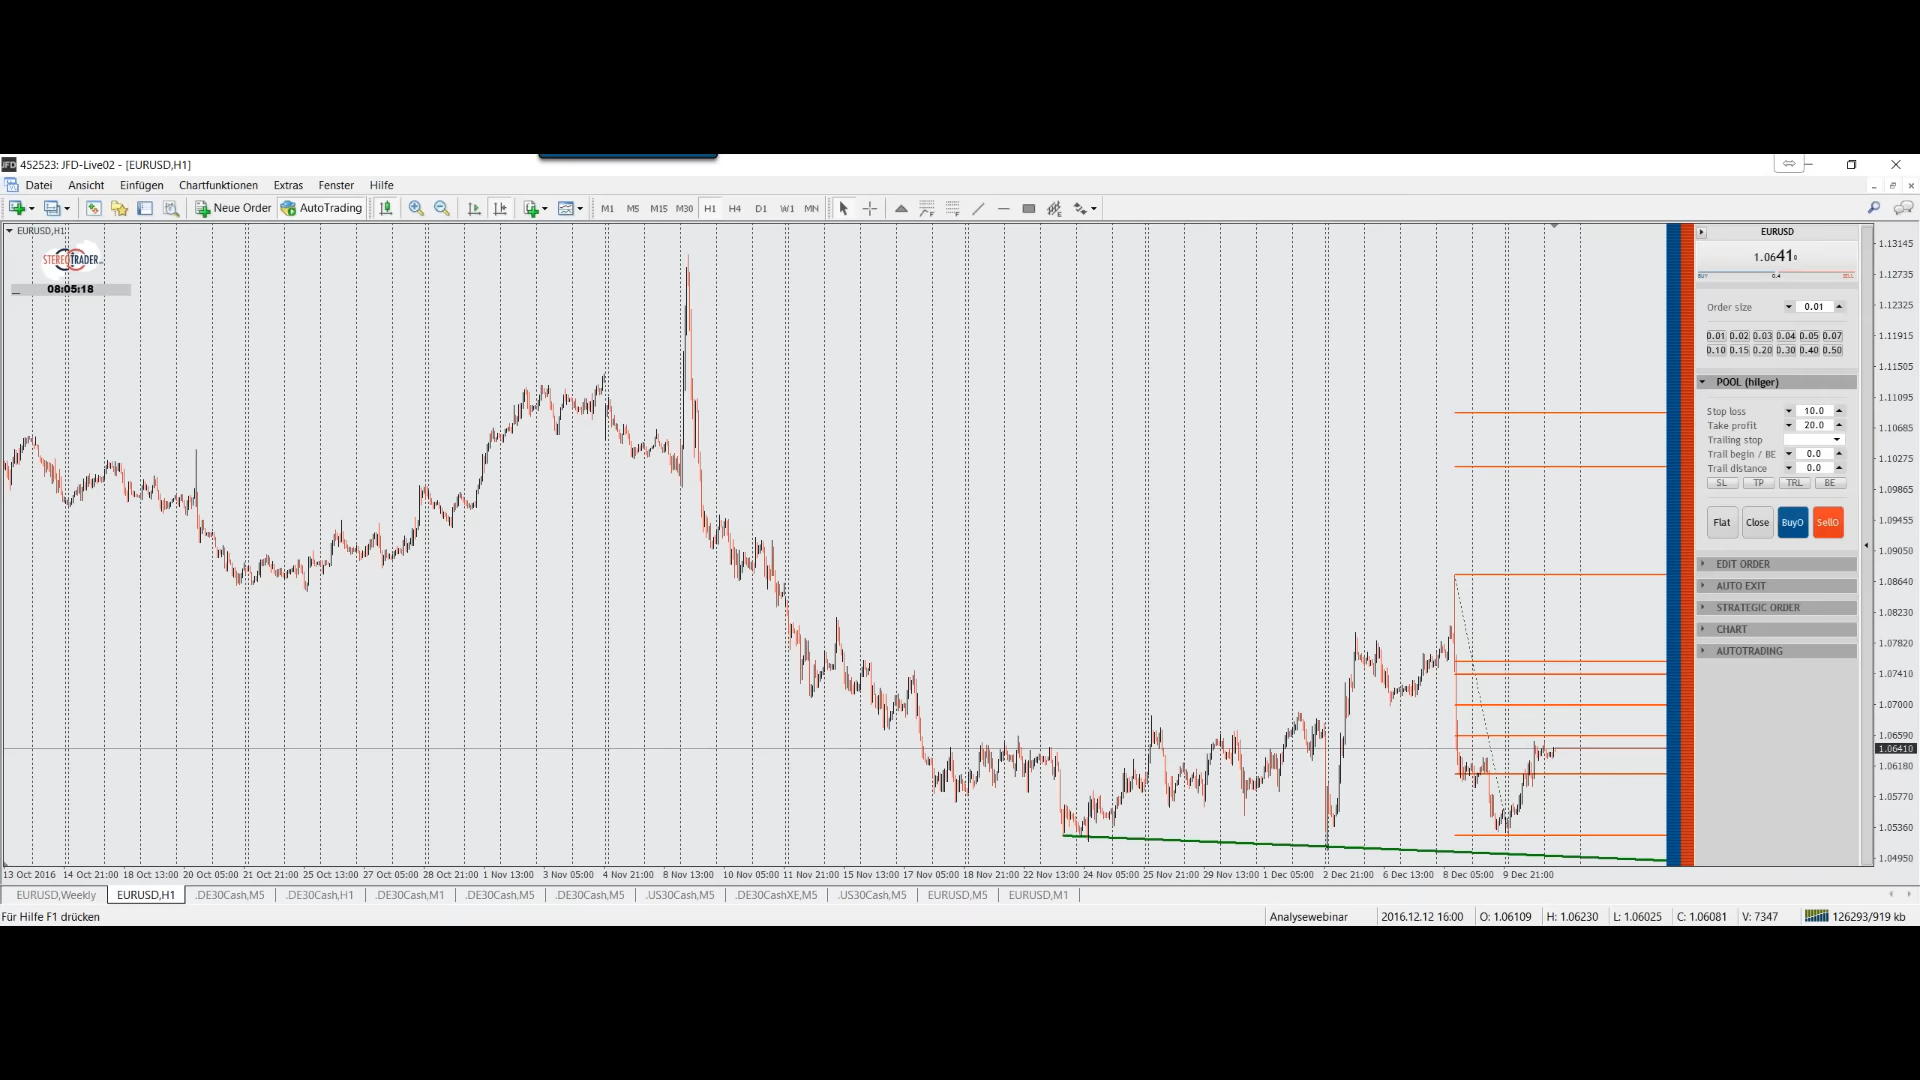 452523: JFD-Live02 - [EURUSD,H1]
Datei Ansicht Einfügen Chartfunktionen Extras Fenster Hilfe
Neue Order AutoTrading M1 M5 M15 M30 H1 H4 D1 W1 MN
EURUSD,H1
STEREOTRADER
08:05:18
EURUSD
1.06410
BUY 0.4 SELL
Order size 0.01
0.01 0.02 0.03 0.04 0.05 0.07
0.10 0.15 0.20 0.30 0.40 0.50
POOL (hilger)
Stop loss 10.0
Take profit 20.0
Trailing stop
Trail begin / BE 0.0
Trail distance 0.0
SL TP TRL BE
Flat Close BuyO SellO
EDIT ORDER
AUTO EXIT
STRATEGIC ORDER
CHART
AUTOTRADING
1.13145
1.12735
1.12325
1.11915
1.11505
1.11095
1.10685
1.10275
1.09865
1.09455
1.09050
1.08640
1.08230
1.07820
1.07410
1.07000
1.06590
1.06410
1.06180
1.05770
1.05360
1.04950
13 Oct 2016 14 Oct 21:00 18 Oct 13:00 20 Oct 05:00 21 Oct 21:00 25 Oct 13:00 27 Oct 05:00 28 Oct 21:00 1 Nov 13:00 3 Nov 05:00 4 Nov 21:00 8 Nov 13:00 10 Nov 05:00 11 Nov 21:00 15 Nov 13:00 17 Nov 05:00 18 Nov 21:00 22 Nov 13:00 24 Nov 05:00 25 Nov 21:00 29 Nov 13:00 1 Dec 05:00 2 Dec 21:00 6 Dec 13:00 8 Dec 05:00 9 Dec 21:00
EURUSD,Weekly EURUSD,H1 .DE30Cash,M5 .DE30Cash,H1 .DE30Cash,M1 .DE30Cash,M5 .DE30Cash,M5 .US30Cash,M5 .DE30CashXE,M5 .US30Cash,M5 EURUSD,M5 EURUSD,M1
Für Hilfe F1 drücken Analysewebinar 2016.12.12 16:00 O: 1.06109 H: 1.06230 L: 1.06025 C: 1.06081 V: 7347 126293/919 kb